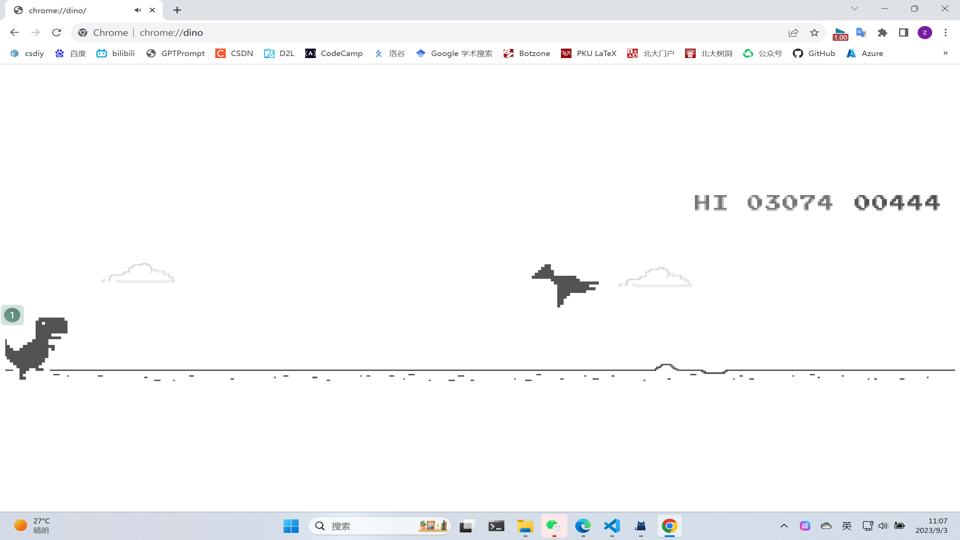 chrome://dino/
Chrome | chrome://dino
1.00
z
csdiy 百度 bilibili GPTPrompt CSDN D2L CodeCamp 洛谷 Google 学术搜索 Botzone PKU LaTeX 北大门户 北大树洞 公众号 GitHub Azure »
HI 03074 00444
1
27°C
晴朗
搜索
英
11:07
2023/9/3